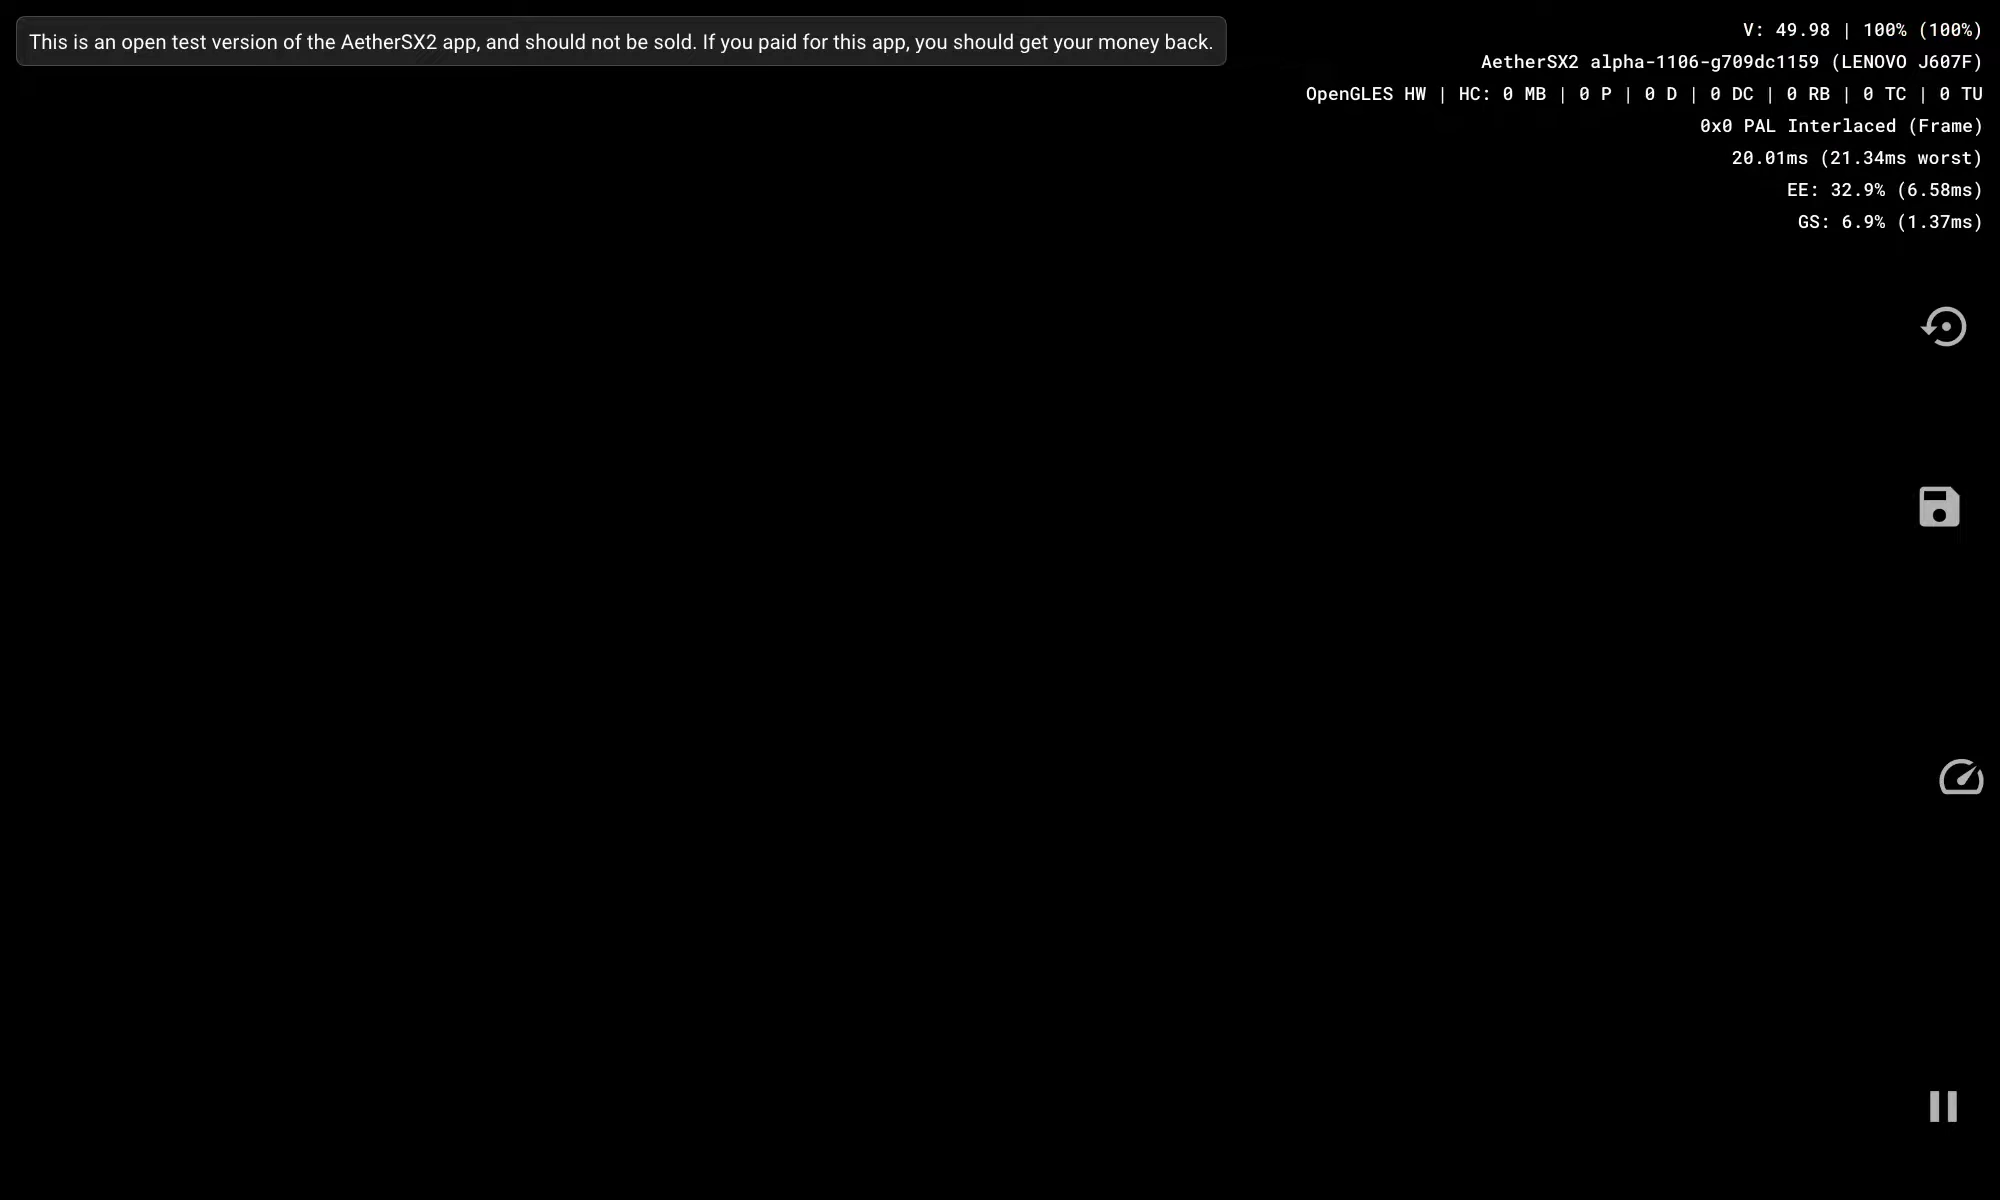 This is an open test version of the AetherSX2 app, and should not be sold. If you paid for this app, you should get your money back.
V: 49.98 | 100% (100%)
AetherSX2 alpha-1106-g709dc1159 (LENOVO J607F)
OpenGLES HW | HC: 0 MB | 0 P | 0 D | 0 DC | 0 RB | 0 TC | 0 TU
0x0 PAL Interlaced (Frame)
20.01ms (21.34ms worst)
EE: 32.9% (6.58ms)
GS: 6.9% (1.37ms)